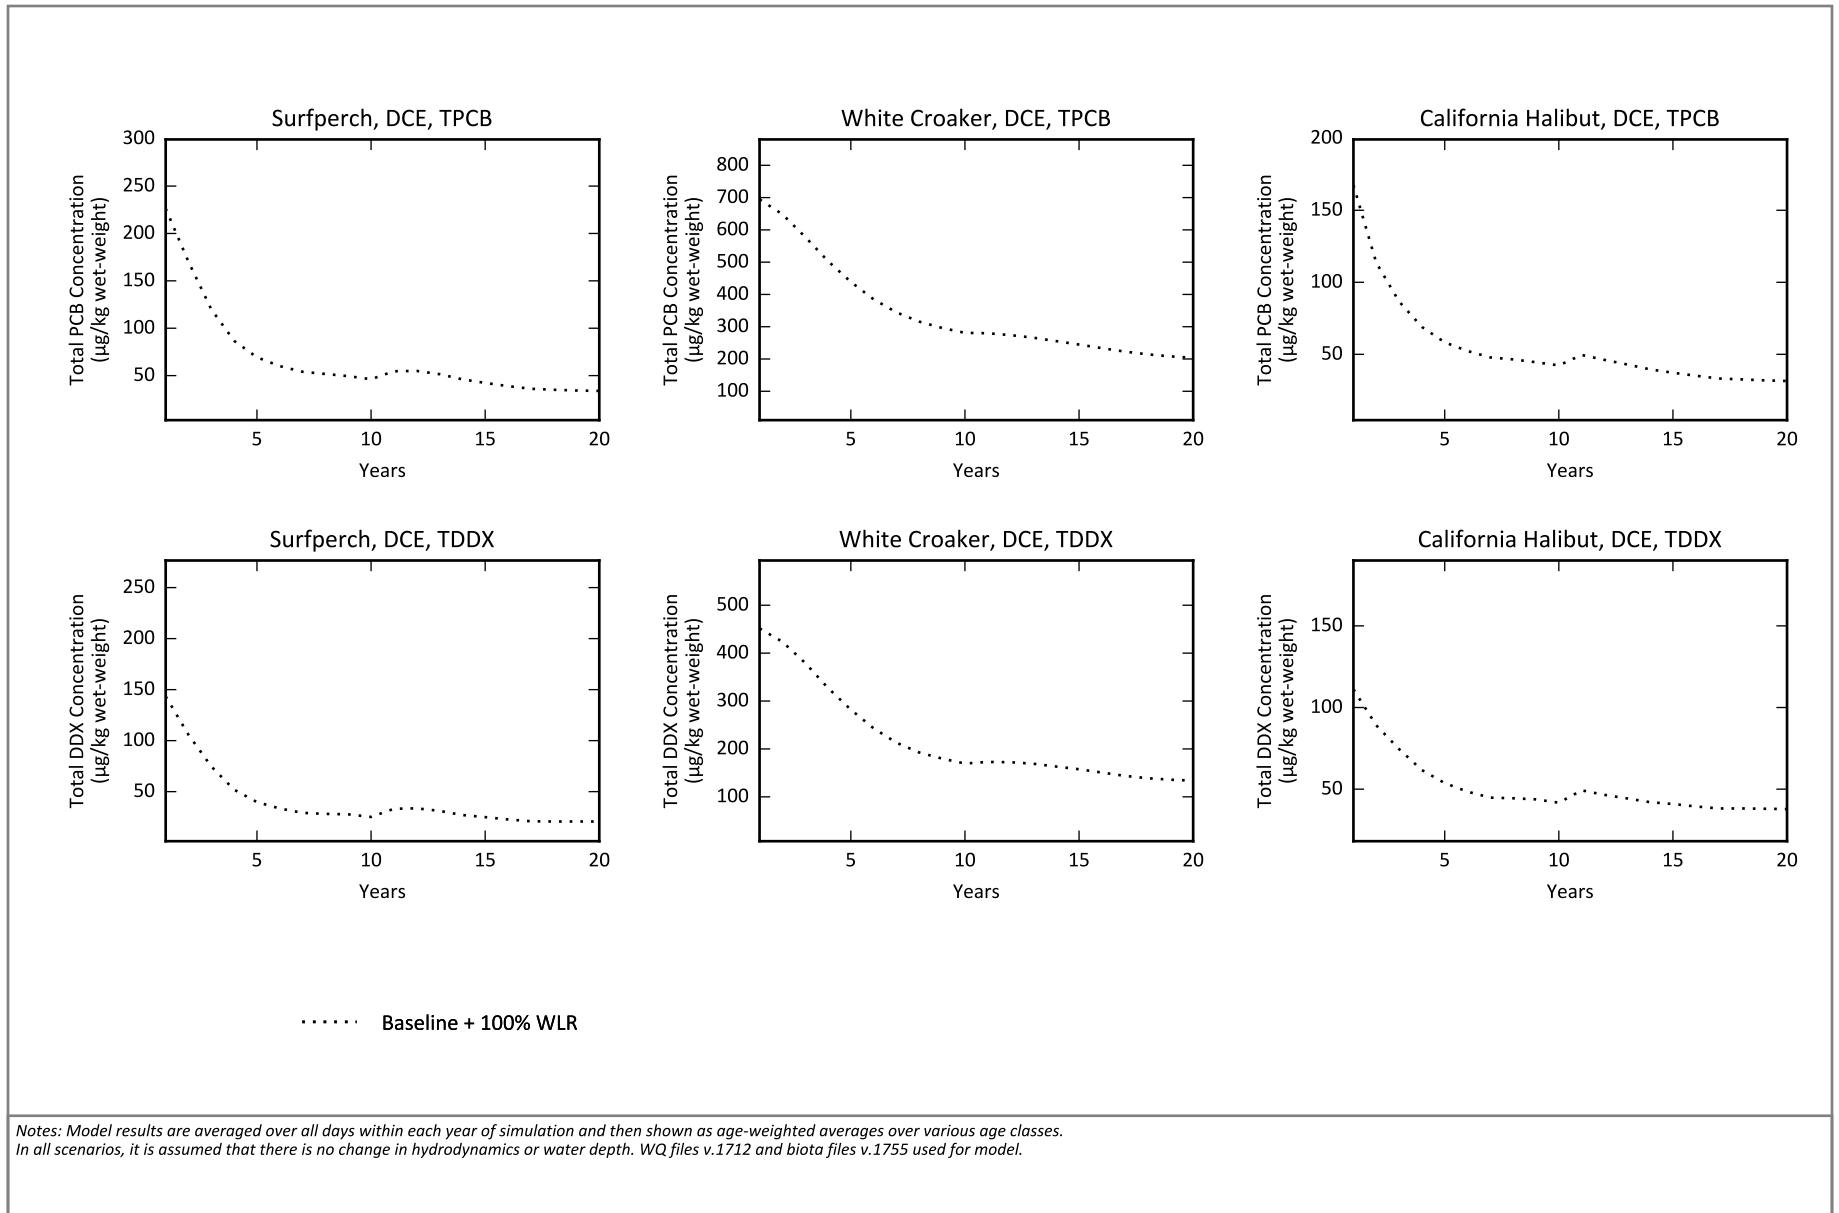 Surfperch, DCE, TPCB
300
250
200
150
100
50
Total PCB Concentration
(µg/kg wet-weight)
5 10 15 20
Years
White Croaker, DCE, TPCB
800
700
600
500
400
300
200
100
Total PCB Concentration
(µg/kg wet-weight)
5 10 15 20
Years
California Halibut, DCE, TPCB
200
150
100
50
Total PCB Concentration
(µg/kg wet-weight)
5 10 15 20
Years
Surfperch, DCE, TDDX
250
200
150
100
50
Total DDX Concentration
(µg/kg wet-weight)
5 10 15 20
Years
White Croaker, DCE, TDDX
500
400
300
200
100
Total DDX Concentration
(µg/kg wet-weight)
5 10 15 20
Years
California Halibut, DCE, TDDX
150
100
50
Total DDX Concentration
(µg/kg wet-weight)
5 10 15 20
Years
Baseline + 100% WLR
Notes: Model results are averaged over all days within each year of simulation and then shown as age-weighted averages over various age classes.
In all scenarios, it is assumed that there is no change in hydrodynamics or water depth. WQ files v.1712 and biota files v.1755 used for model.